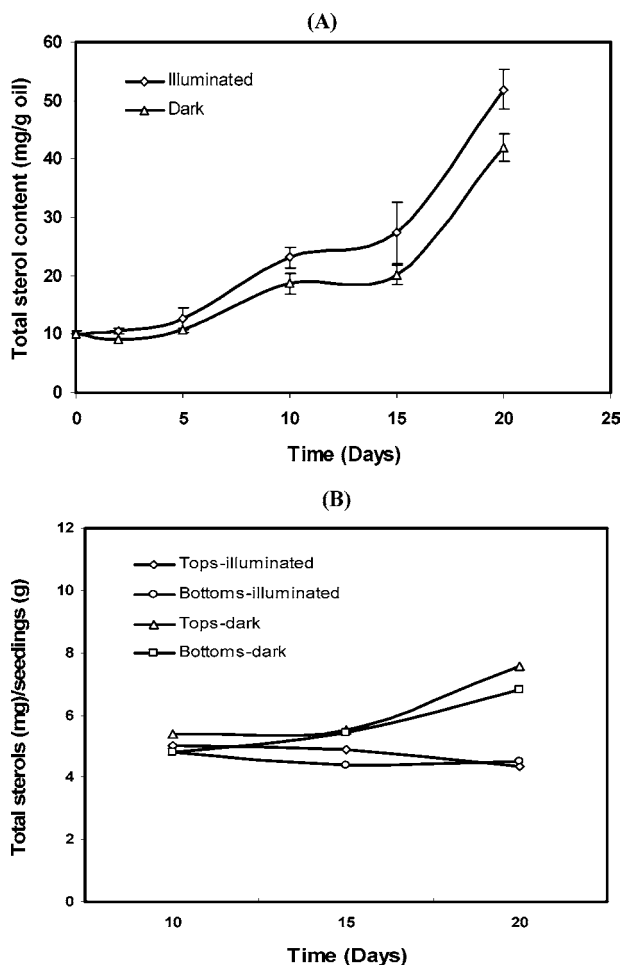 (A)
Total sterol content (mg/g oil)
60
50
40
30
20
10
0
Illuminated
Dark
0 5 10 15 20 25
Time (Days)
(B)
Total sterols (mg)/seedings (g)
12
10
8
6
4
2
0
Tops-illuminated
Bottoms-illuminated
Tops-dark
Bottoms-dark
10 15 20
Time (Days)